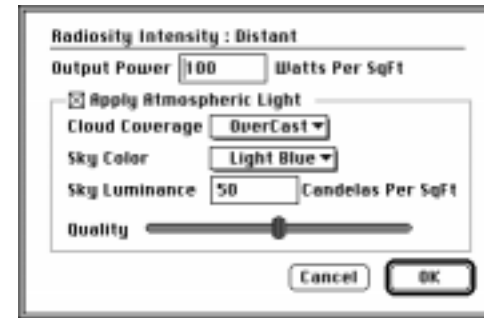 Radiosity Intensity : Distant
Output Power 100 Watts Per SqFt
Apply Atmospheric Light
Cloud Coverage OverCast
Sky Color Light Blue
Sky Luminance 50 Candelas Per SqFt
Quality
Cancel OK